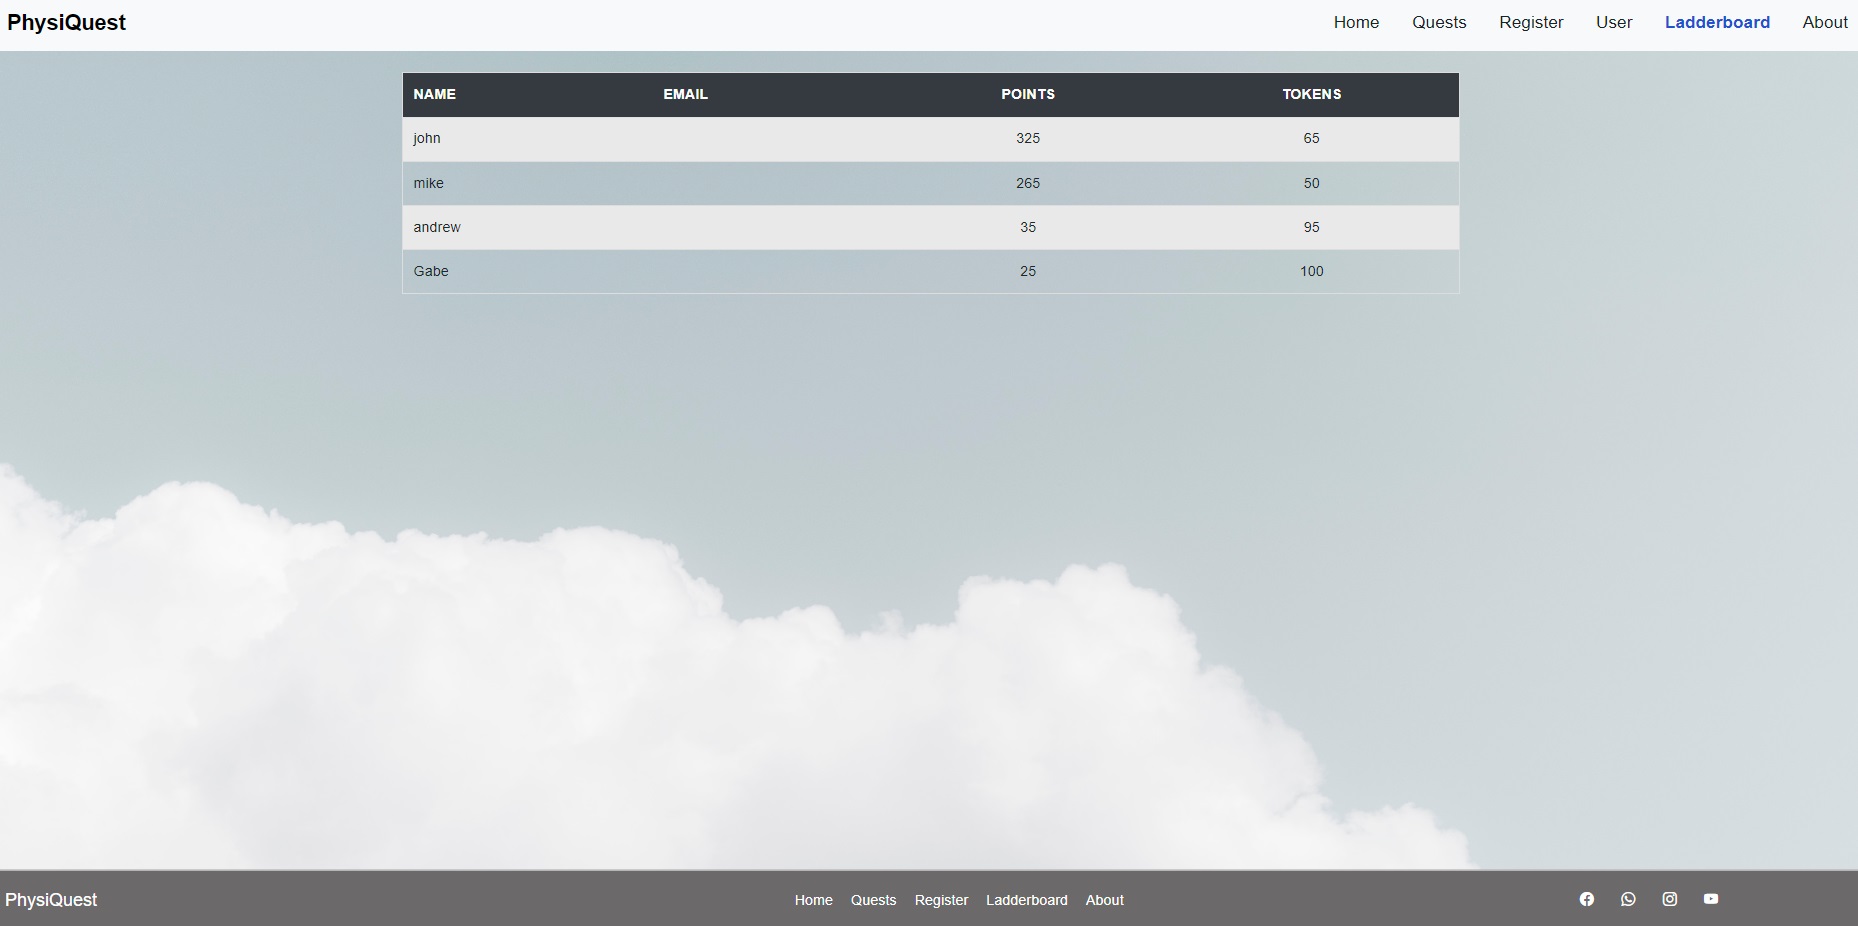 PhysiQuest Home Quests Register User Ladderboard About
NAME EMAIL POINTS TOKENS
john 325 65
mike 265 50
andrew 35 95
Gabe 25 100
PhysiQuest Home Quests Register Ladderboard About